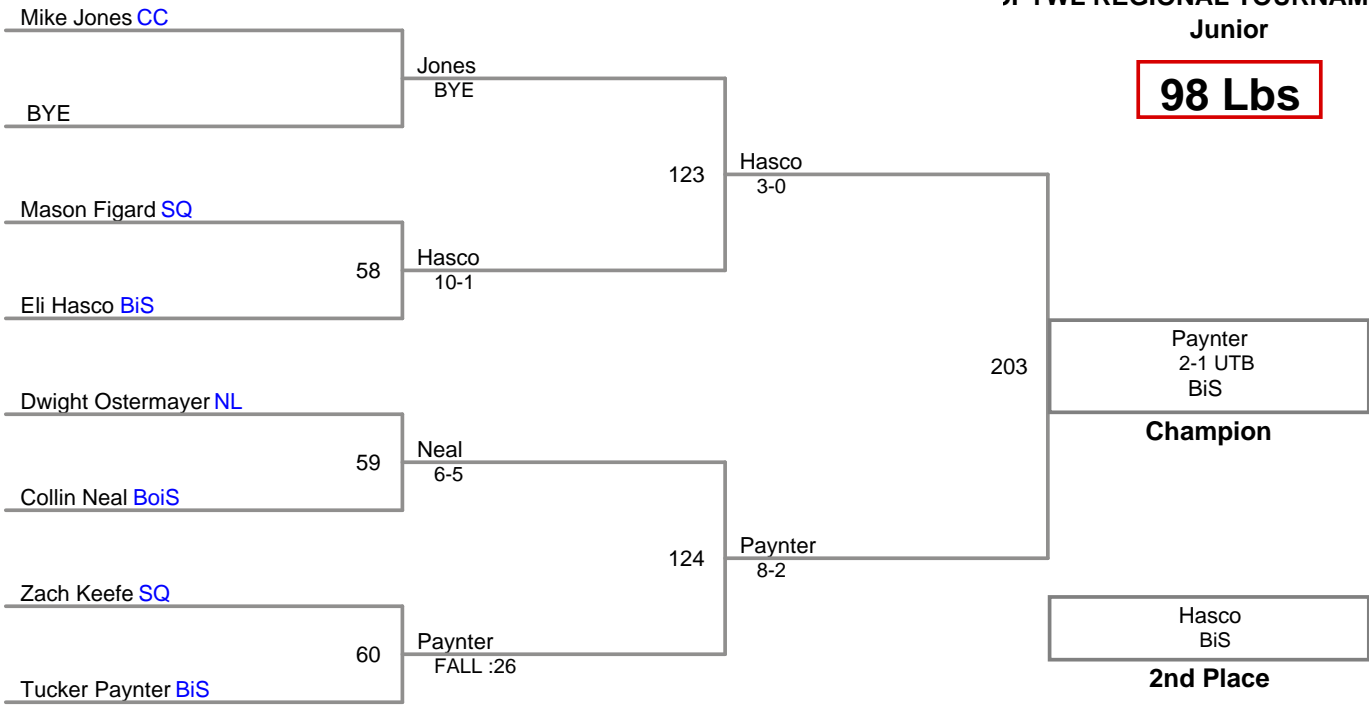 TWL REGIONAL
Junior
98 Lbs
Mike Jones CC
BYE
Jones
BYE
Mason Figard SQ
58
Eli Hasco BiS
Hasco
10-1
123
Hasco
3-0
Dwight Ostermayer NL
59
Collin Neal BoiS
Neal
6-5
Zach Keefe SQ
60
Tucker Paynter BiS
Paynter
FALL :26
124
Paynter
8-2
203
Paynter
2-1 UTB
BiS
Champion
Hasco
BiS
2nd Place